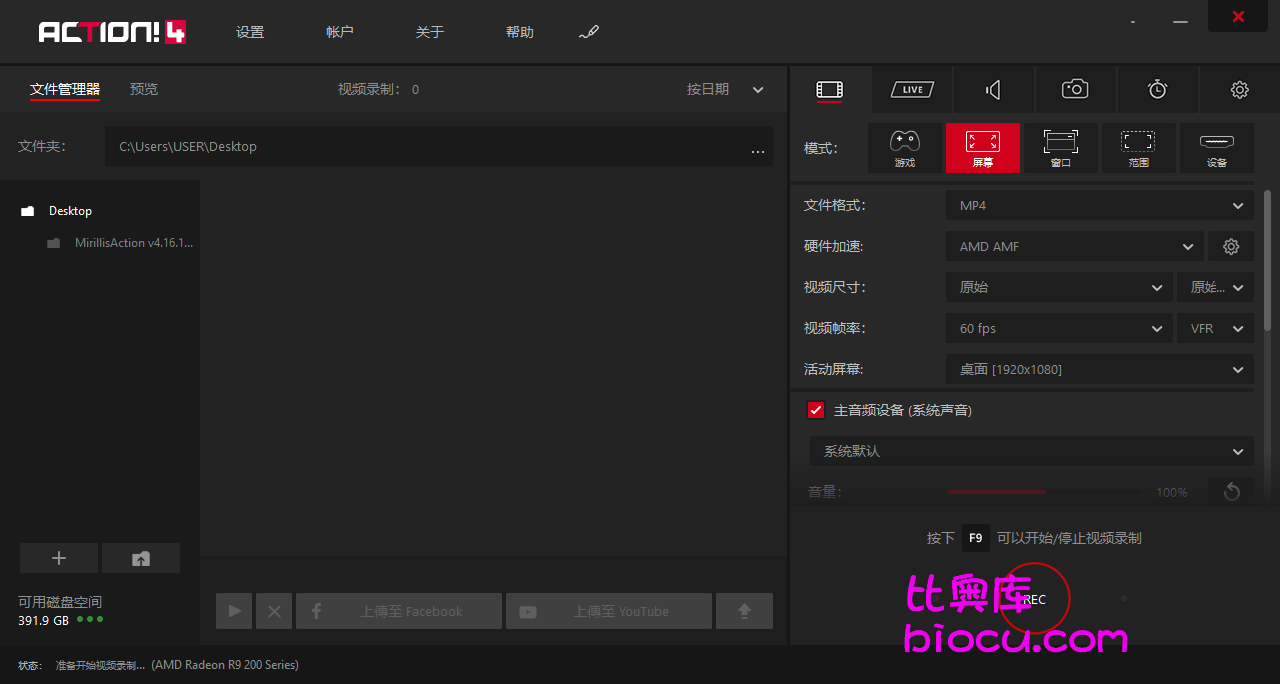 ACTION! 4 设置 帐户 关于 帮助
文件管理器 预览 视频录制: 0 按日期
LIVE
文件夹: C:\Users\USER\Desktop ...
模式: 游戏 屏幕 窗口 范围 设备
Desktop
MirillisAction v4.16.1...
文件格式: MP4
硬件加速: AMD AMF
视频尺寸: 原始 原始...
视频帧率: 60 fps VFR
活动屏幕: 桌面 [1920x1080]
主音频设备 (系统声音)
系统默认
音量: 100%
按下 F9 可以开始/停止视频录制
REC
可用磁盘空间
391.9 GB
上傳至 Facebook 上傳至 YouTube
比奥库
biocu.com
状态: 准备开始视频录制... (AMD Radeon R9 200 Series)